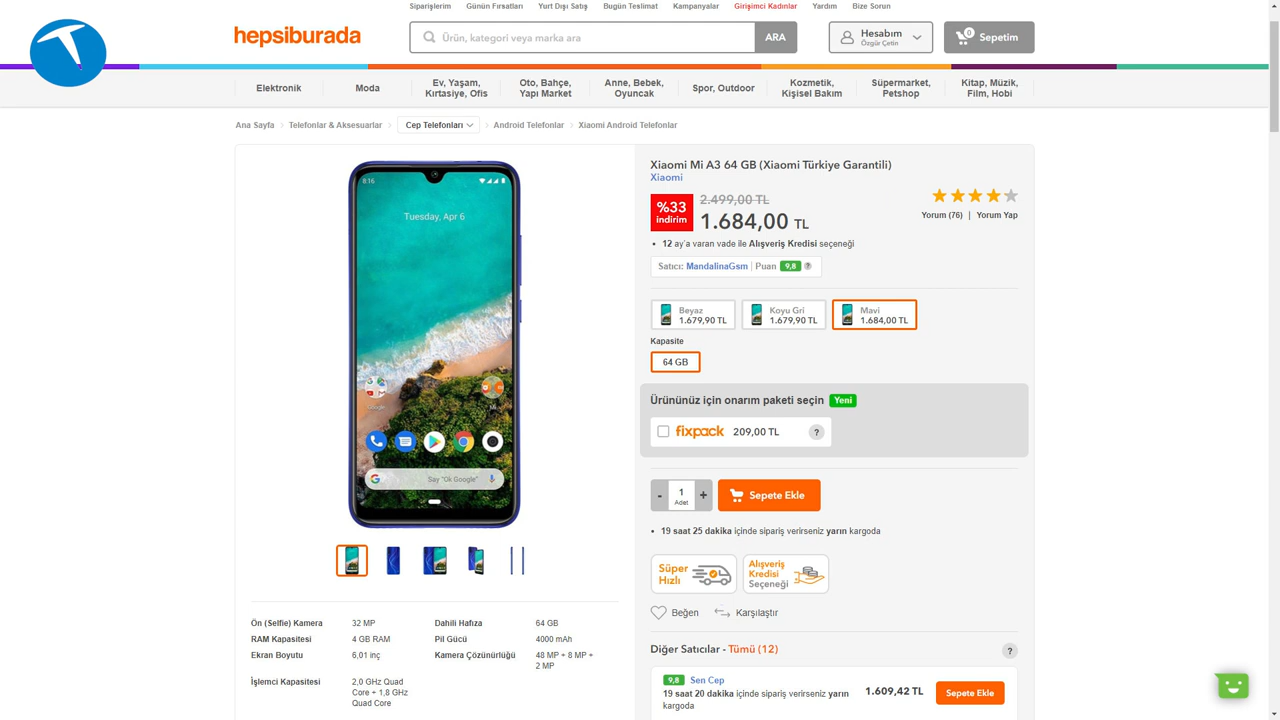 Siparişlerim Günün Fırsatları Yurt Dışı Satış Bugün Teslimat Kampanyalar Girişimci Kadınlar Yardım Bize Sorun
hepsiburada
Ürün, kategori veya marka ara
ARA
Hesabım
Özgür Çetin
0
Sepetim
Elektronik
Moda
Ev, Yaşam,
Kırtasiye, Ofis
Oto, Bahçe,
Yapı Market
Anne, Bebek,
Oyuncak
Spor, Outdoor
Kozmetik,
Kişisel Bakım
Süpermarket,
Petshop
Kitap, Müzik,
Film, Hobi
Ana Sayfa Telefonlar & Aksesuarlar Cep Telefonları Android Telefonlar Xiaomi Android Telefonlar
8:16
Tuesday, Apr 6
Google
Say "Ok Google"
Xiaomi Mi A3 64 GB (Xiaomi Türkiye Garantili)
Xiaomi
%33
indirim
2.499,00 TL
1.684,00 TL
Yorum (76) | Yorum Yap
• 12 ay'a varan vade ile Alışveriş Kredisi seçeneği
Satıcı: MandalinaGsm | Puan 9,8 ?
Beyaz
1.679,90 TL
Koyu Gri
1.679,90 TL
Mavi
1.684,00 TL
Kapasite
64 GB
Ürününüz için onarım paketi seçin Yeni
fixpack 209,00 TL ?
- 1 +
Adet
Sepete Ekle
• 19 saat 25 dakika içinde sipariş verirseniz yarın kargoda
Süper
Hızlı
Alışveriş
Kredisi
Seçeneği
Beğen Karşılaştır
Diğer Satıcılar - Tümü (12) ?
9,8 Sen Cep
19 saat 20 dakika içinde sipariş verirseniz yarın
kargoda
1.609,42 TL
Sepete Ekle
Ön (Selfie) Kamera 32 MP
RAM Kapasitesi 4 GB RAM
Ekran Boyutu 6,01 inç
İşlemci Kapasitesi 2,0 GHz Quad
Core + 1,8 GHz
Quad Core
Dahili Hafıza 64 GB
Pil Gücü 4000 mAh
Kamera Çözünürlüğü 48 MP + 8 MP +
2 MP